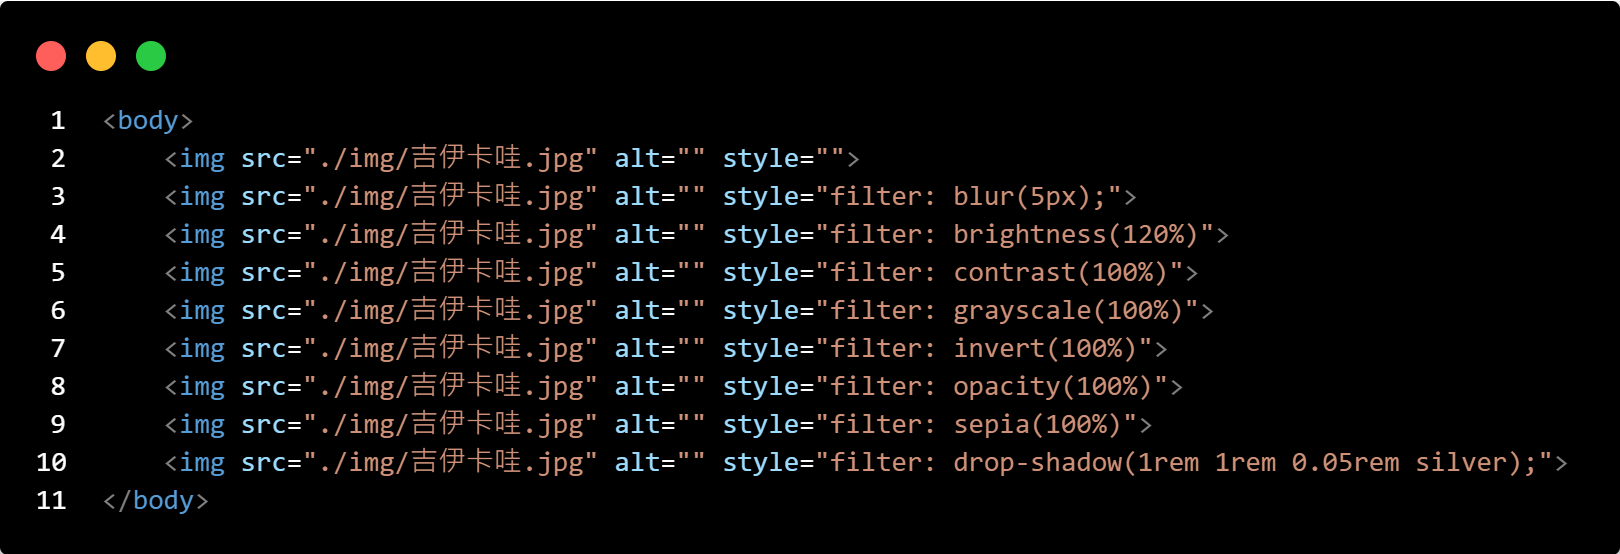 1 <body>
2     <img src="./img/吉伊卡哇.jpg" alt="" style="">
3     <img src="./img/吉伊卡哇.jpg" alt="" style="filter: blur(5px);">
4     <img src="./img/吉伊卡哇.jpg" alt="" style="filter: brightness(120%)">
5     <img src="./img/吉伊卡哇.jpg" alt="" style="filter: contrast(100%)">
6     <img src="./img/吉伊卡哇.jpg" alt="" style="filter: grayscale(100%)">
7     <img src="./img/吉伊卡哇.jpg" alt="" style="filter: invert(100%)">
8     <img src="./img/吉伊卡哇.jpg" alt="" style="filter: opacity(100%)">
9     <img src="./img/吉伊卡哇.jpg" alt="" style="filter: sepia(100%)">
10     <img src="./img/吉伊卡哇.jpg" alt="" style="filter: drop-shadow(1rem 1rem 0.05rem silver);">
11 </body>